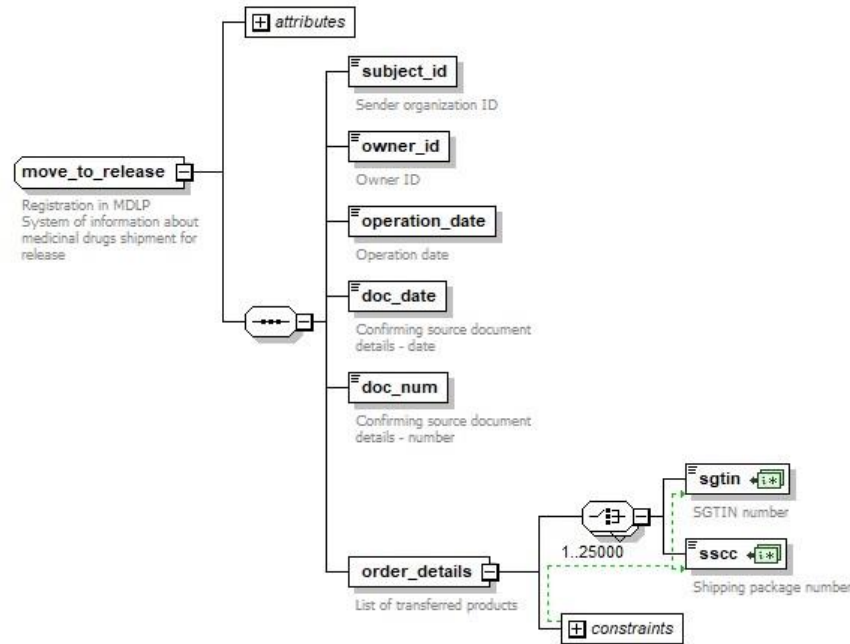 attributes
subject_id
Sender organization ID
owner_id
Owner ID
move_to_release
Registration in MDLP
System of information about
medicinal drugs shipment for
release
operation_date
Operation date
doc_date
Confirming source document
details - date
doc_num
Confirming source document
details - number
sgtin
SGTIN number
1..25000
sscc
Shipping package number
order_details
List of transferred products
constraints